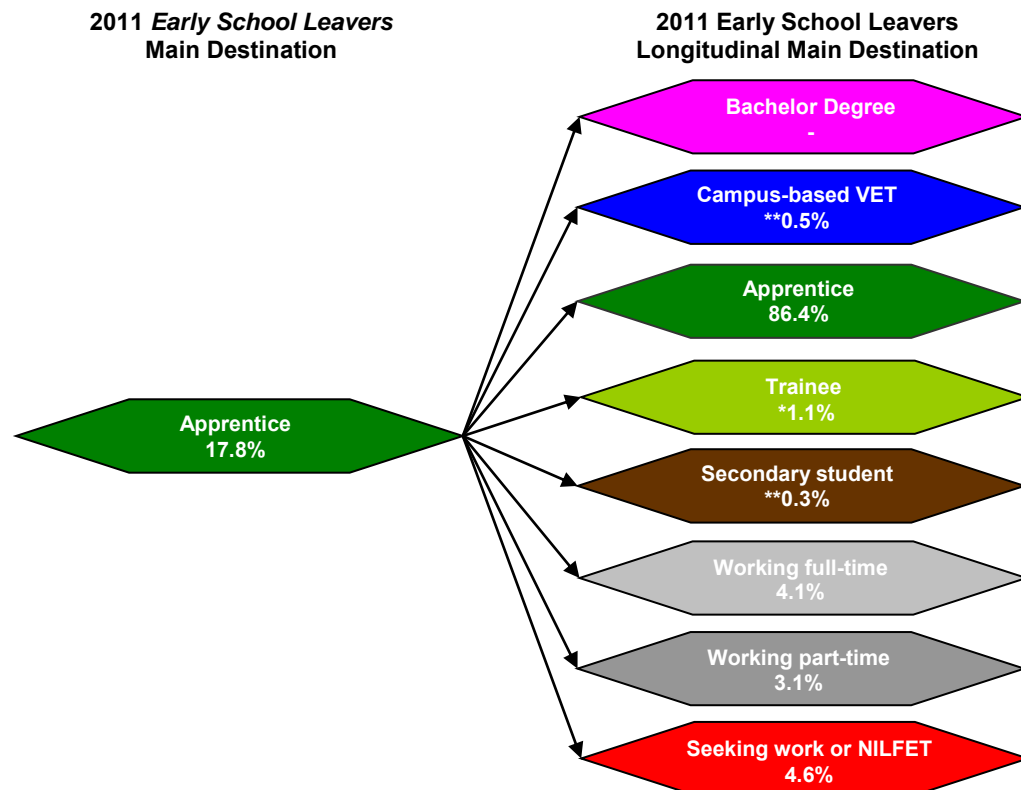 2011 Early School Leavers
Main Destination
2011 Early School Leavers
Longitudinal Main Destination
Bachelor Degree
-
Campus-based VET
**0.5%
Apprentice
86.4%
Apprentice
17.8%
Trainee
*1.1%
Secondary student
**0.3%
Working full-time
4.1%
Working part-time
3.1%
Seeking work or NILFET
4.6%